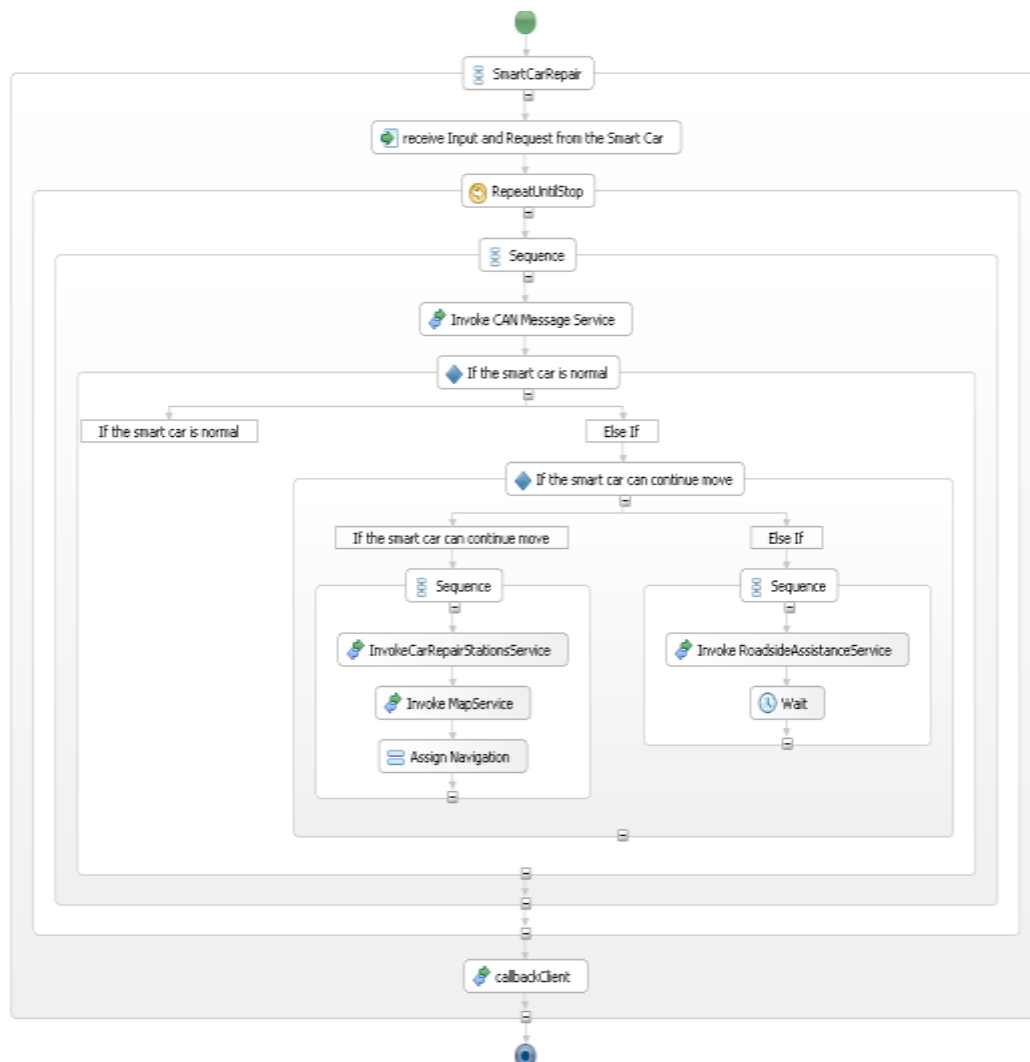 SmartCarRepair
receive Input and Request from the Smart Car
RepeatUntilStop
Sequence
Invoke CAN Message Service
If the smart car is normal
If the smart car is normal
Else If
If the smart car can continue move
If the smart car can continue move
Else If
Sequence
Sequence
InvokeCarRepairStationsService
Invoke RoadsideAssistanceService
Invoke MapService
Wait
Assign Navigation
callbackClient